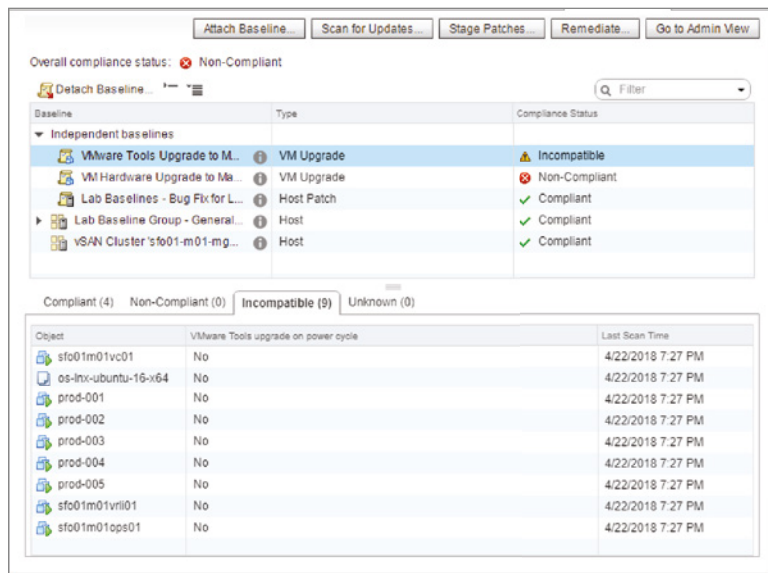 Attach Baseline... Scan for Updates... Stage Patches... Remediate... Go to Admin View
Overall compliance status: Non-Compliant
Detach Baseline... Filter
Baseline Type Compliance Status
Independent baselines
VMware Tools Upgrade to M... VM Upgrade Incompatible
VM Hardware Upgrade to Ma... VM Upgrade Non-Compliant
Lab Baselines - Bug Fix for L... Host Patch Compliant
Lab Baseline Group - General... Host Compliant
vSAN Cluster 'sfo01-m01-mg... Host Compliant
Compliant (4) Non-Compliant (0) Incompatible (9) Unknown (0)
Object VMware Tools upgrade on power cycle Last Scan Time
sfo01m01vc01 No 4/22/2018 7:27 PM
os-lnx-ubuntu-16-x64 No 4/22/2018 7:27 PM
prod-001 No 4/22/2018 7:27 PM
prod-002 No 4/22/2018 7:27 PM
prod-003 No 4/22/2018 7:27 PM
prod-004 No 4/22/2018 7:27 PM
prod-005 No 4/22/2018 7:27 PM
sfo01m01vrli01 No 4/22/2018 7:27 PM
sfo01m01ops01 No 4/22/2018 7:27 PM